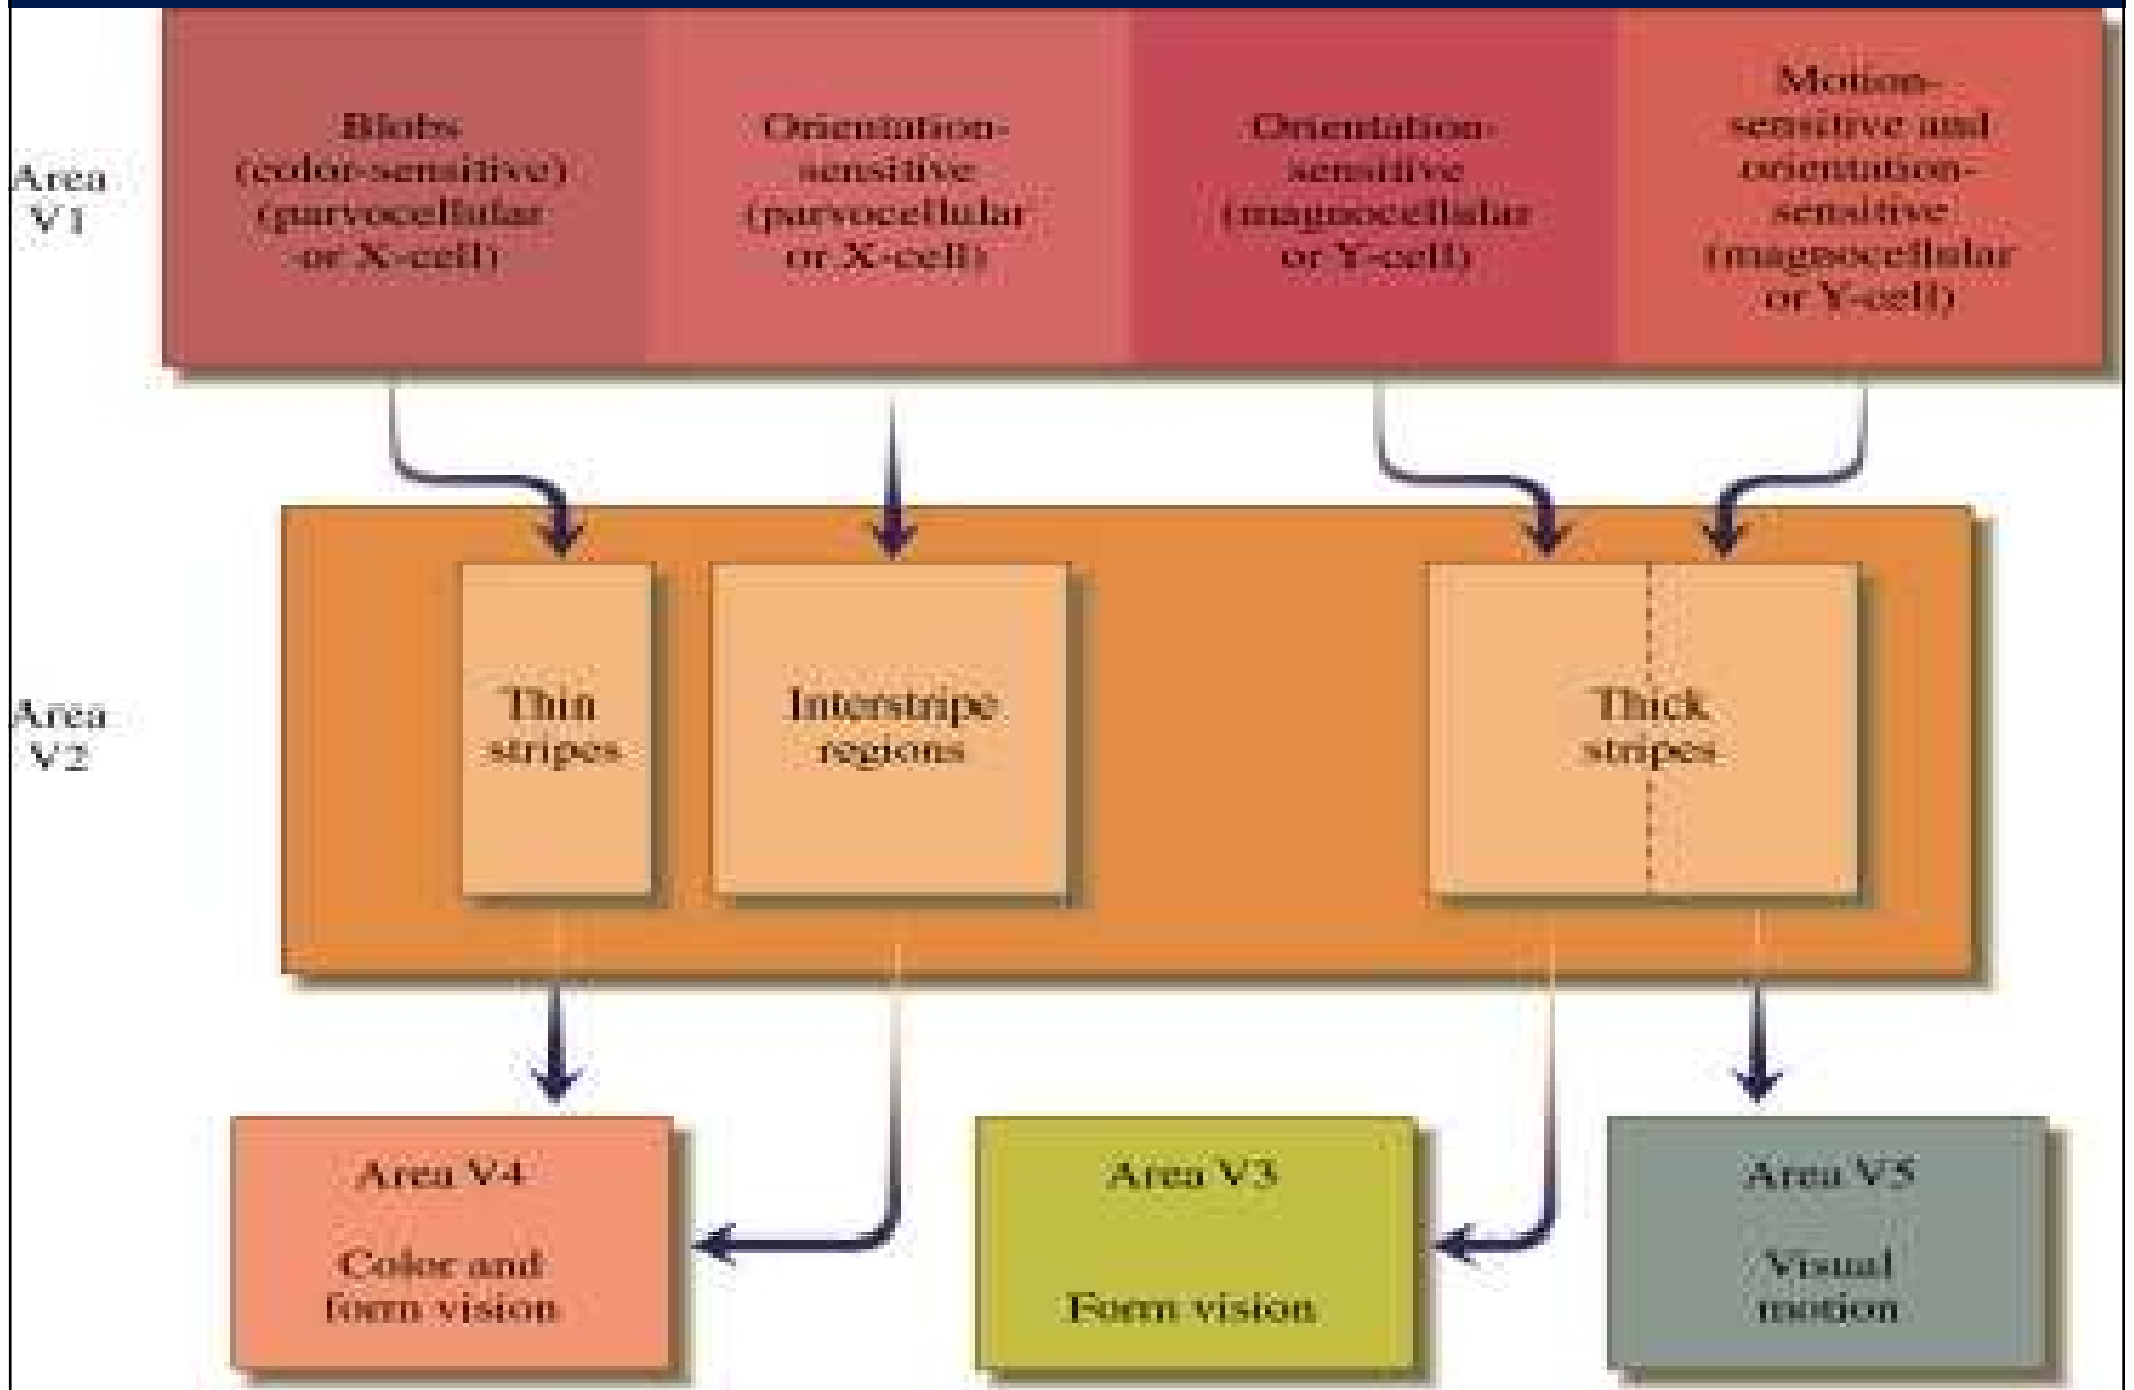 Area
V1
Blobs
(color-sensitive)
(parvocellular
or X-cell)
Orientation-
sensitive
(parvocellular
or X-cell)
Orientation-
sensitive
(magnocellular
or Y-cell)
Motion-
sensitive and
orientation-
sensitive
(magnocellular
or Y-cell)
Area
V2
Thin
stripes
Interstripe
regions
Thick
stripes
Area V4
Color and
form vision
Area V3
Form vision
Area V5
Visual
motion